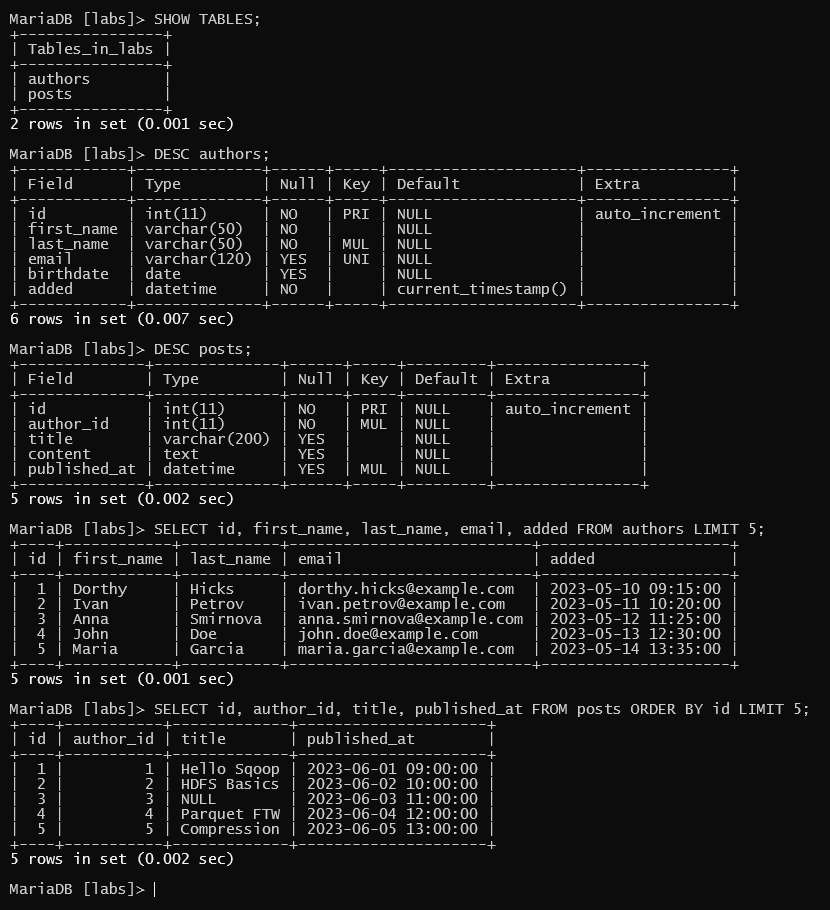 MariaDB [labs]> SHOW TABLES;
+----------------+
| Tables_in_labs |
+----------------+
| authors        |
| posts          |
+----------------+
2 rows in set (0.001 sec)
MariaDB [labs]> DESC authors;
+------------+--------------+------+-----+---------------------+----------------+
| Field      | Type         | Null | Key | Default             | Extra          |
+------------+--------------+------+-----+---------------------+----------------+
| id         | int(11)      | NO   | PRI | NULL                | auto_increment |
| first_name | varchar(50)  | NO   |     | NULL                |                |
| last_name  | varchar(50)  | NO   | MUL | NULL                |                |
| email      | varchar(120) | YES  | UNI | NULL                |                |
| birthdate  | date         | YES  |     | NULL                |                |
| added      | datetime     | NO   |     | current_timestamp() |                |
+------------+--------------+------+-----+---------------------+----------------+
6 rows in set (0.007 sec)
MariaDB [labs]> DESC posts;
+--------------+--------------+------+-----+---------+----------------+
| Field        | Type         | Null | Key | Default | Extra          |
+--------------+--------------+------+-----+---------+----------------+
| id           | int(11)      | NO   | PRI | NULL    | auto_increment |
| author_id    | int(11)      | NO   | MUL | NULL    |                |
| title        | varchar(200) | YES  |     | NULL    |                |
| content      | text         | YES  |     | NULL    |                |
| published_at | datetime     | YES  | MUL | NULL    |                |
+--------------+--------------+------+-----+---------+----------------+
5 rows in set (0.002 sec)
MariaDB [labs]> SELECT id, first_name, last_name, email, added FROM authors LIMIT 5;
+----+------------+-----------+---------------------------+---------------------+
| id | first_name | last_name | email                     | added               |
+----+------------+-----------+---------------------------+---------------------+
|  1 | Dorthy     | Hicks     | dorthy.hicks@example.com  | 2023-05-10 09:15:00 |
|  2 | Ivan       | Petrov    | ivan.petrov@example.com   | 2023-05-11 10:20:00 |
|  3 | Anna       | Smirnova  | anna.smirnova@example.com | 2023-05-12 11:25:00 |
|  4 | John       | Doe       | john.doe@example.com      | 2023-05-13 12:30:00 |
|  5 | Maria      | Garcia    | maria.garcia@example.com  | 2023-05-14 13:35:00 |
+----+------------+-----------+---------------------------+---------------------+
5 rows in set (0.001 sec)
MariaDB [labs]> SELECT id, author_id, title, published_at FROM posts ORDER BY id LIMIT 5;
+----+-----------+-------------+---------------------+
| id | author_id | title       | published_at        |
+----+-----------+-------------+---------------------+
|  1 |         1 | Hello Sqoop | 2023-06-01 09:00:00 |
|  2 |         2 | HDFS Basics | 2023-06-02 10:00:00 |
|  3 |         3 | NULL        | 2023-06-03 11:00:00 |
|  4 |         4 | Parquet FTW | 2023-06-04 12:00:00 |
|  5 |         5 | Compression | 2023-06-05 13:00:00 |
+----+-----------+-------------+---------------------+
5 rows in set (0.002 sec)
MariaDB [labs]>